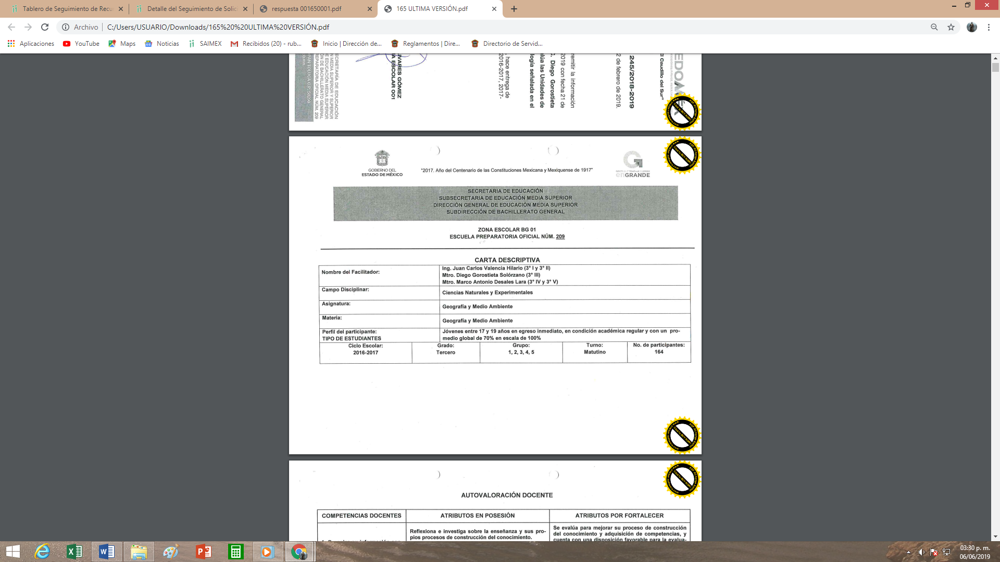 Tablero de Seguimiento de Recu
Detalle del Seguimiento de Solic
respuesta 001650001.pdf
165 ULTIMA VERSIÓN.pdf
Archivo
C:/Users/USUARIO/Downloads/165%20%20ULTIMA%20VERSIÓN.pdf
Aplicaciones
YouTube
Maps
Noticias
SAIMEX
Recibidos (20) - rub...
Inicio | Dirección de...
Reglamentos | Dire...
Directorio de Servid...
El Caudillo del Sur"
245/2018-2019
2 de febrero de 2019.
remitir la información
2019 con fecha 21 de
C. Diego Gorostieta
alúa las Unidades de
ología señalada en el
, hace entrega de
2016-2017, 2017-
IVARES GÓMEZ
A ESCOLAR 001
ECRETARÍA DE EDUCACIÓN
N MEDIA SUPERIOR Y SUPERIOR
DE EDUCACIÓN MEDIA SUPERIOR
ÓN DE BACHILLERATO GENERAL
REPARATORIA OFICIAL NÚM. 209
GOBIERNO DEL
ESTADO DE MÉXICO
"2017. Año del Centenario de las Constituciones Mexicana y Mexiquense de 1917"
enGRANDE
SECRETARIA DE EDUCACIÓN
SUBSECRETARIA DE EDUCACIÓN MEDIA SUPERIOR
DIRECCIÓN GENERAL DE EDUCACIÓN MEDIA SUPERIOR
SUBDIRECCIÓN DE BACHILLERATO GENERAL
ZONA ESCOLAR BG 01
ESCUELA PREPARATORIA OFICIAL NÚM. 209
CARTA DESCRIPTIVA
Nombre del Facilitador:
Ing. Juan Carlos Valencia Hilario (3° I y 3° II)
Mtro. Diego Gorostieta Solórzano (3° III)
Mtro. Marco Antonio Desales Lara (3° IV y 3° V)
Campo Disciplinar:
Ciencias Naturales y Experimentales
Asignatura:
Geografía y Medio Ambiente
Materia:
Geografía y Medio Ambiente
Perfil del participante:
TIPO DE ESTUDIANTES
Jóvenes entre 17 y 19 años en egreso inmediato, en condición académica regular y con un pro-
medio global de 70% en escala de 100%
Ciclo Escolar:
2016-2017
Grado:
Tercero
Grupo:
1, 2, 3, 4, 5
Turno:
Matutino
No. de participantes:
164
AUTOVALORACIÓN DOCENTE
COMPETENCIAS DOCENTES
ATRIBUTOS EN POSESIÓN
ATRIBUTOS POR FORTALECER
Reflexiona e investiga sobre la enseñanza y sus pro-
pios procesos de construcción del conocimiento.
Se evalúa para mejorar su proceso de construcción
del conocimiento y adquisición de competencias, y
cuenta con una disposición favorable para la evalua-
03:30 p. m.
06/06/2019